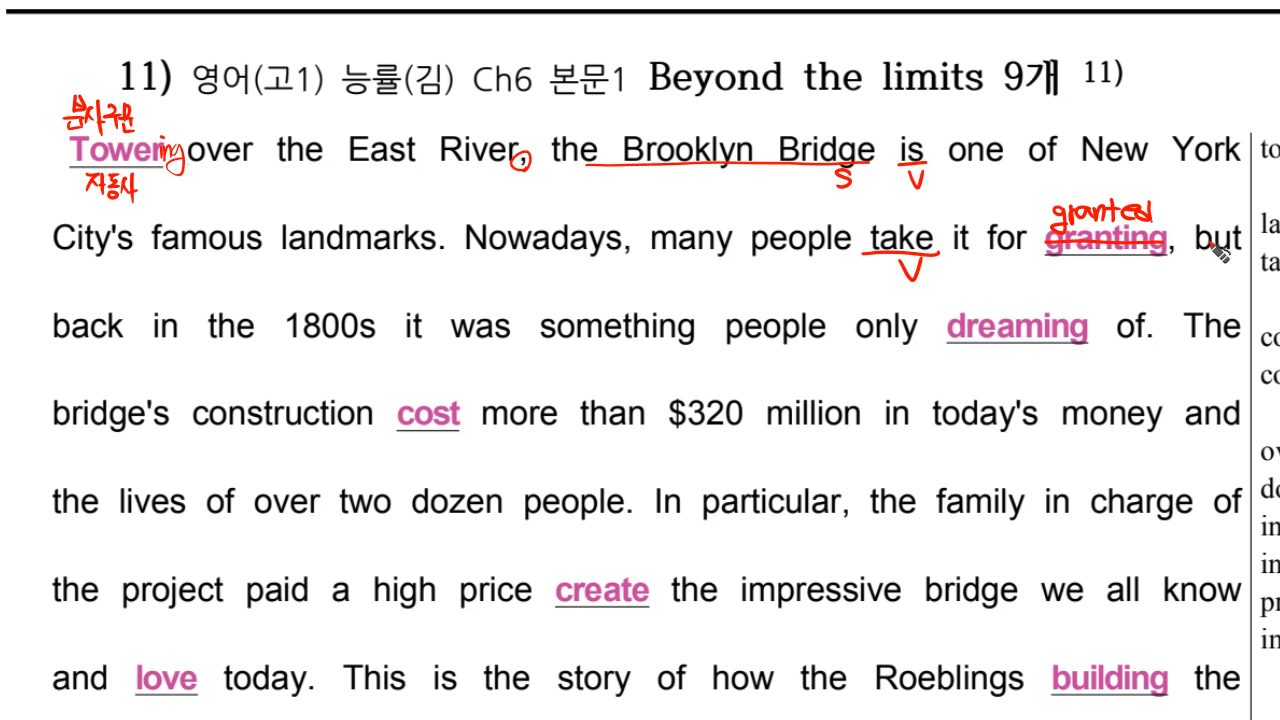 11) 영어(고1) 능률(김) Ch6 본문1 Beyond the limits 9개 11)
분사구문
Towering over the East River, the Brooklyn Bridge is one of New York
자동사 S V
granted
City's famous landmarks. Nowadays, many people take it for granting, but
V
back in the 1800s it was something people only dreaming of. The
bridge's construction cost more than $320 million in today's money and
the lives of over two dozen people. In particular, the family in charge of
the project paid a high price create the impressive bridge we all know
and love today. This is the story of how the Roeblings building the